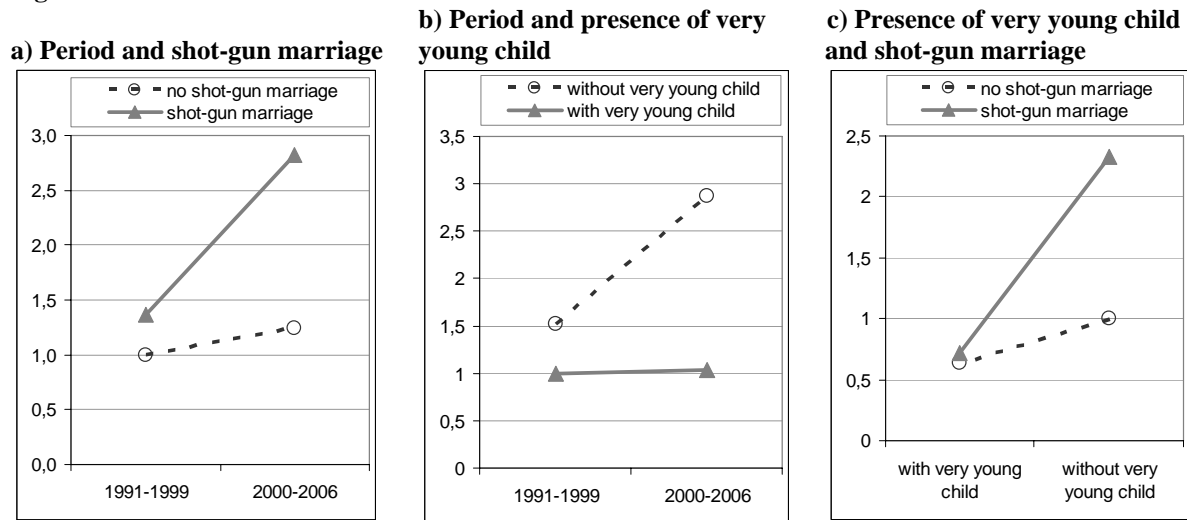 a) Period and shot-gun marriage
no shot-gun marriage
shot-gun marriage
3,0
2,5
2,0
1,5
1,0
0,5
0,0
1991-1999 2000-2006
b) Period and presence of very
young child
without very young child
with very young child
3,5
3
2,5
2
1,5
1
0,5
0
1991-1999 2000-2006
c) Presence of very young child
and shot-gun marriage
no shot-gun marriage
shot-gun marriage
2,5
2
1,5
1
0,5
0
with very young without very
child young child